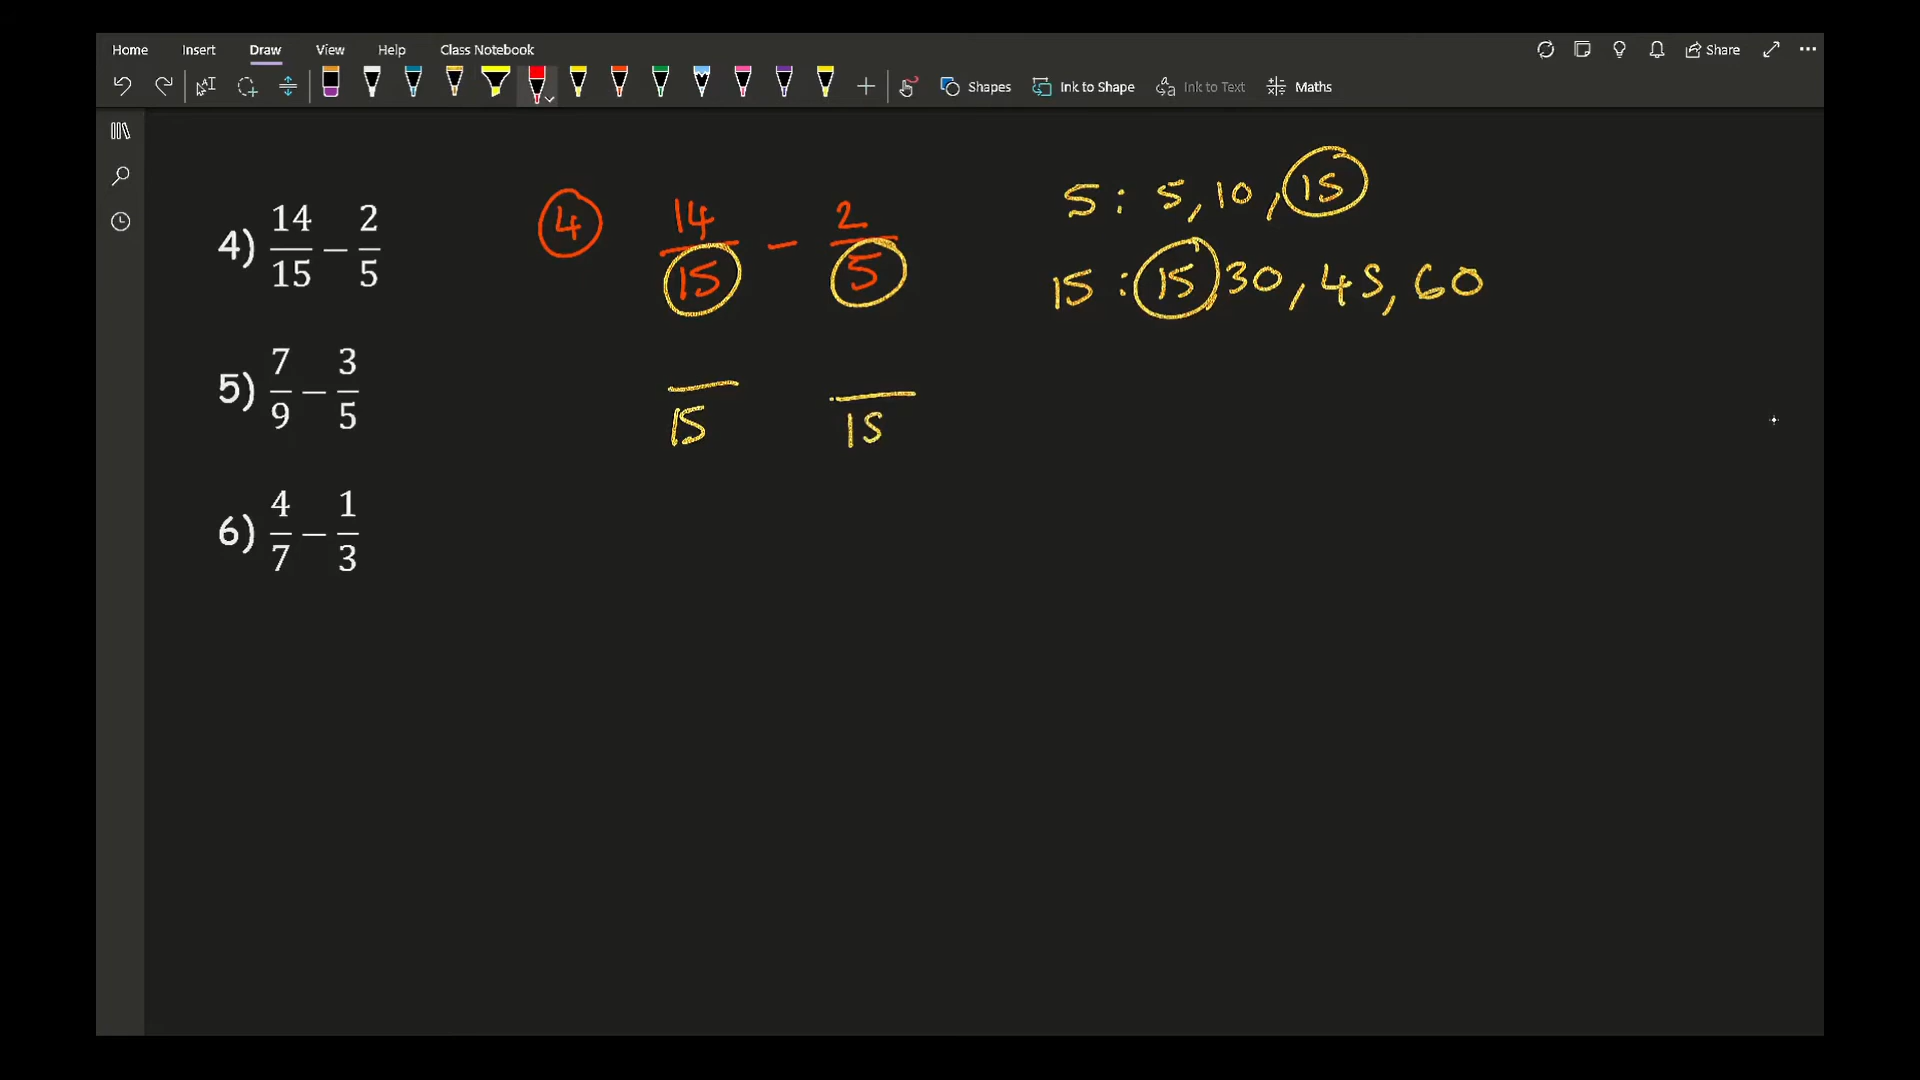 Home Insert Draw View Help Class Notebook Share
Shapes Ink to Shape Ink to Text Maths
4) 14/15 − 2/5
5) 7/9 − 3/5
6) 4/7 − 1/3
4 14/15 − 2/5
15 15
5 : 5, 10, 15
15 : 15, 30, 45, 60